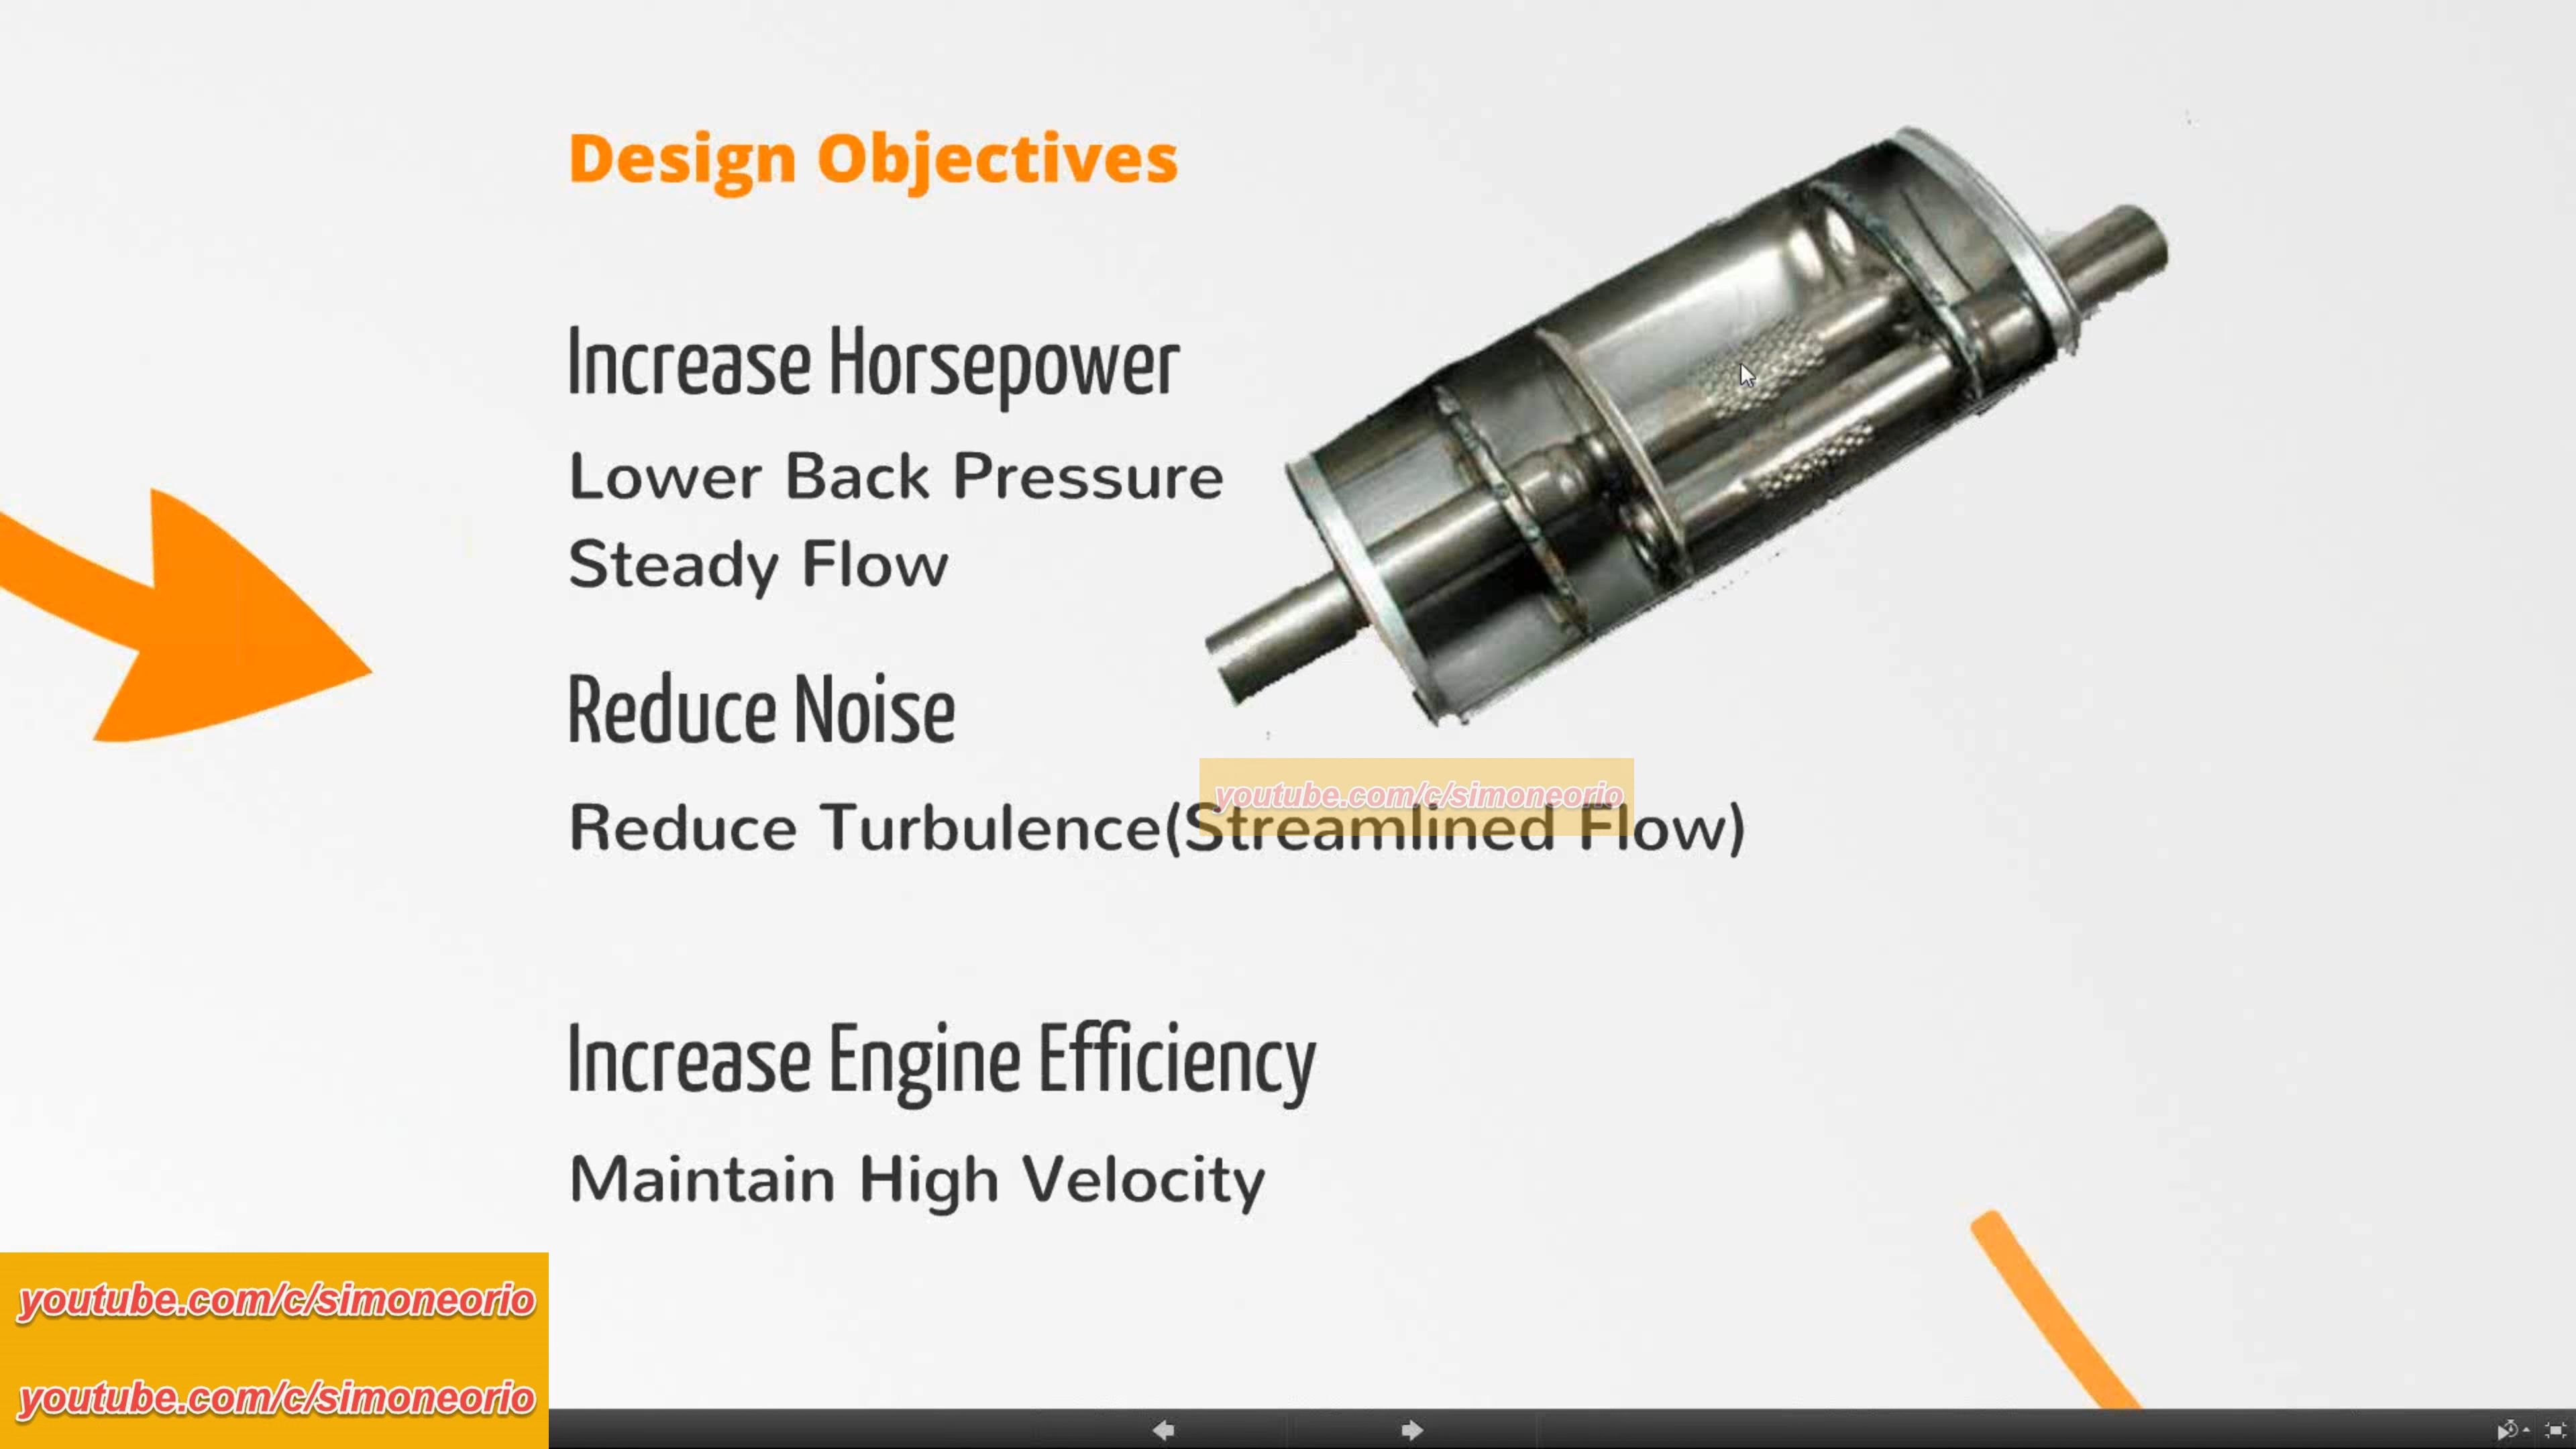 Design Objectives
Increase Horsepower
Lower Back Pressure
Steady Flow
Reduce Noise
youtube.com/c/simoneorio
Reduce Turbulence(Streamlined Flow)
Increase Engine Efficiency
Maintain High Velocity
youtube.com/c/simoneorio
youtube.com/c/simoneorio